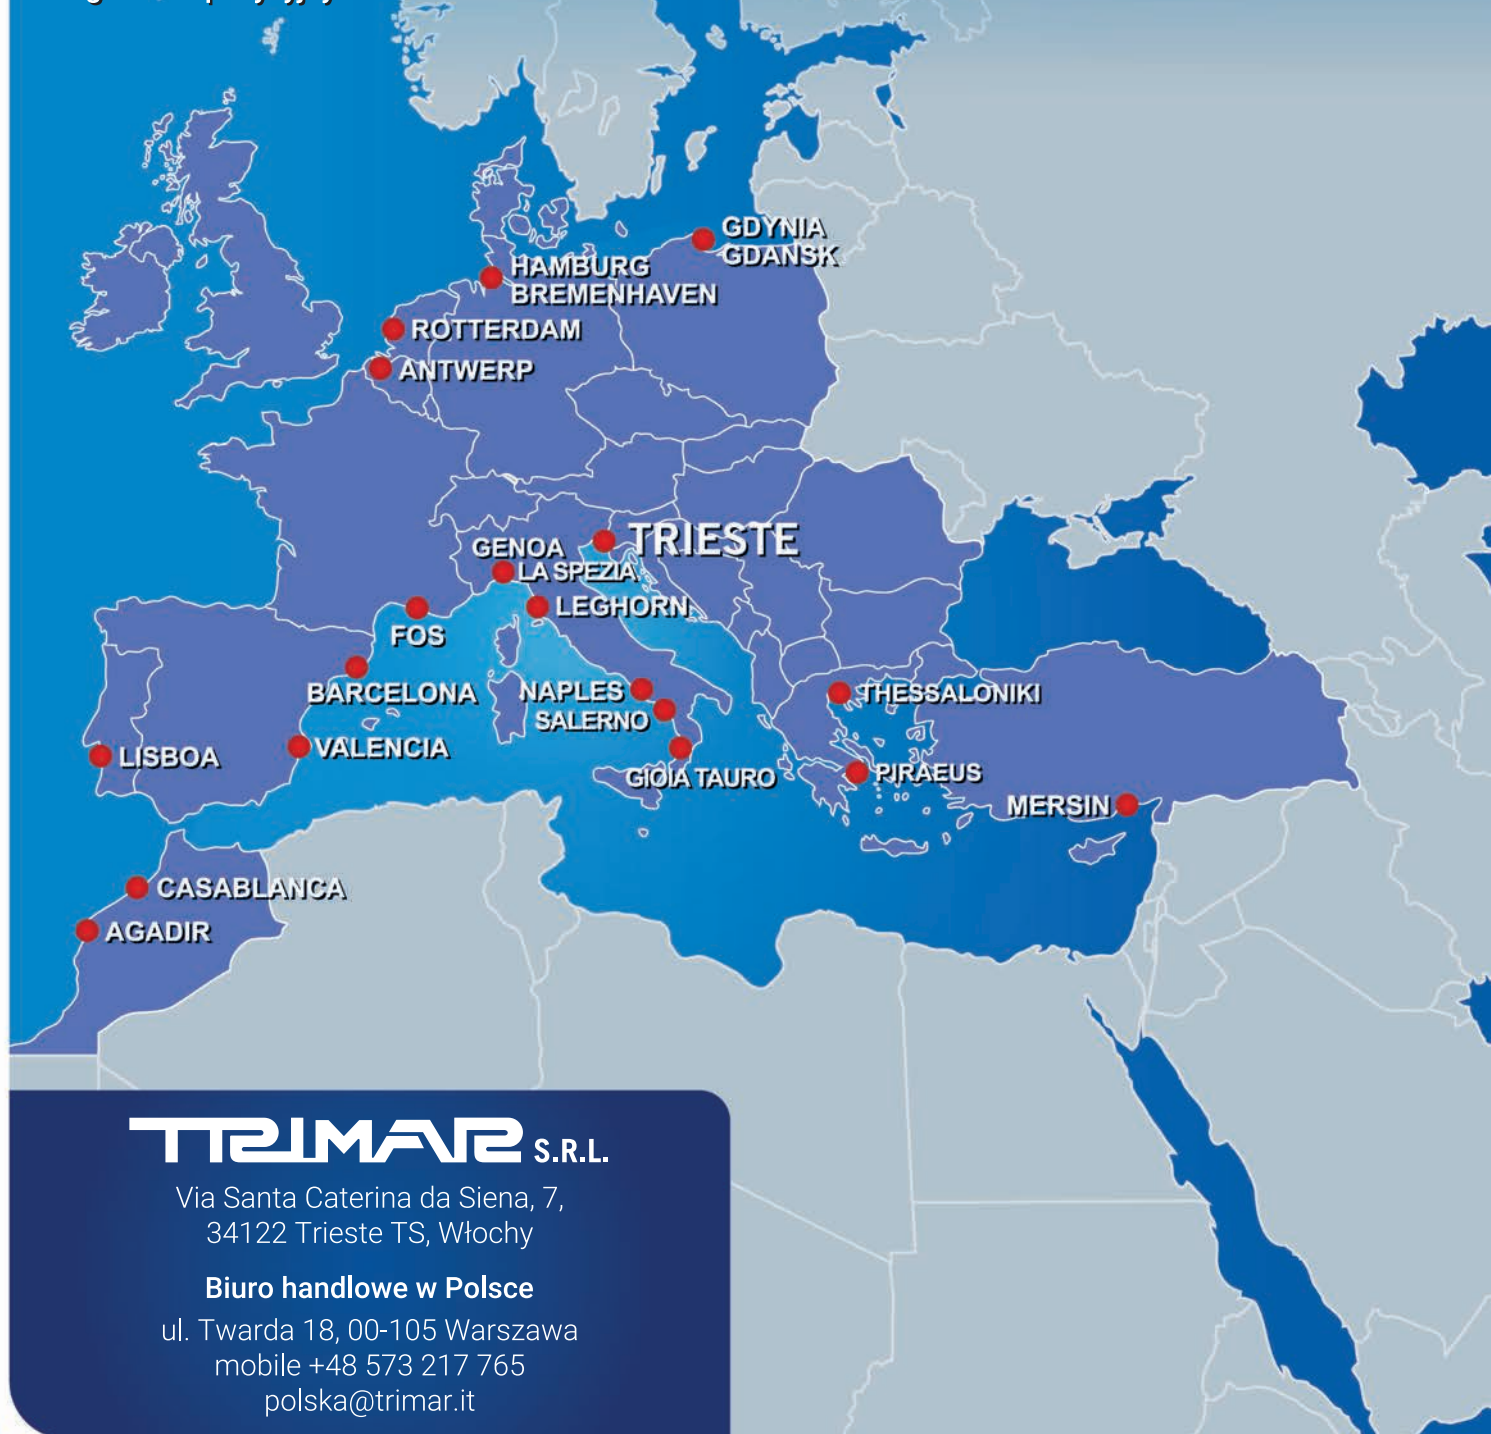 GDYNIA
GDAŃSK
HAMBURG
BREMENHAVEN
ROTTERDAM
ANTWERP
TRIESTE
GENOA
LA SPEZIA
LEGHORN
FOS
BARCELONA
NAPLES
SALERNO
THESSALONIKI
LISBOA
VALENCIA
GIOIA TAURO
PIRAEUS
MERSIN
CASABLANCA
AGADIR
TRIMAR S.R.L.
Via Santa Caterina da Siena, 7,
34122 Trieste TS, Włochy
Biuro handlowe w Polsce
ul. Twarda 18, 00-105 Warszawa
mobile +48 573 217 765
polska@trimar.it